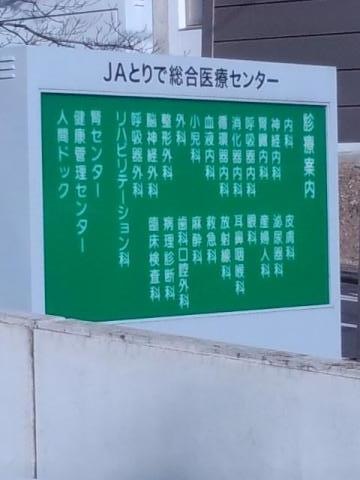 JAとりで総合医療センター
診療案内
内科
神経内科
腎臓内科
呼吸器内科
消化器内科
循環器内科
血液内科
小児科
外科
整形外科
脳神経外科
呼吸器外科
リハビリテーション科
皮膚科
泌尿器科
産婦人科
眼科
耳鼻咽喉科
放射線科
救急科
麻酔科
歯科口腔外科
病理診断科
臨床検査科
腎センター
健康管理センター
人間ドック